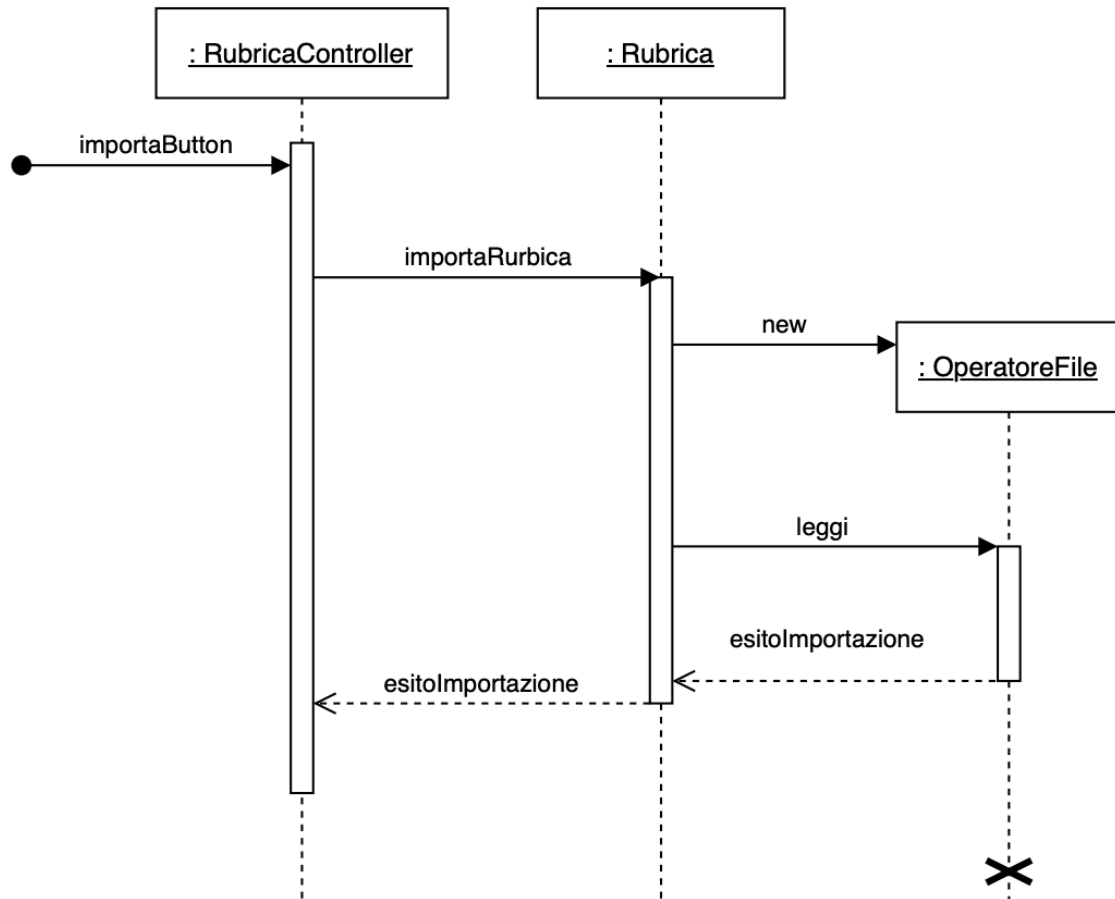 : RubricaController
: Rubrica
importaButton
importaRurbica
new
: OperatoreFile
leggi
esitoImportazione
esitoImportazione